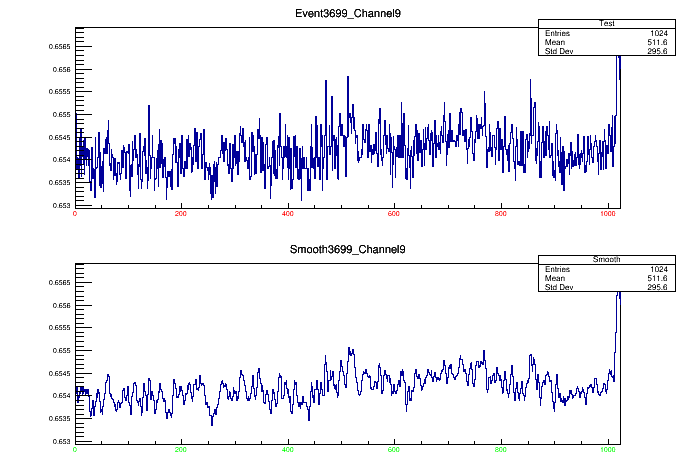 Event3699_Channel9
Test
Entries 1024
Mean 511.6
Std Dev 295.6
0.6565
0.656
0.6555
0.655
0.6545
0.654
0.6535
0.653
0 200 400 600 800 1000
Smooth3699_Channel9
Smooth
Entries 1024
Mean 511.6
Std Dev 295.6
0.6565
0.656
0.6555
0.655
0.6545
0.654
0.6535
0.653
0 200 400 600 800 1000